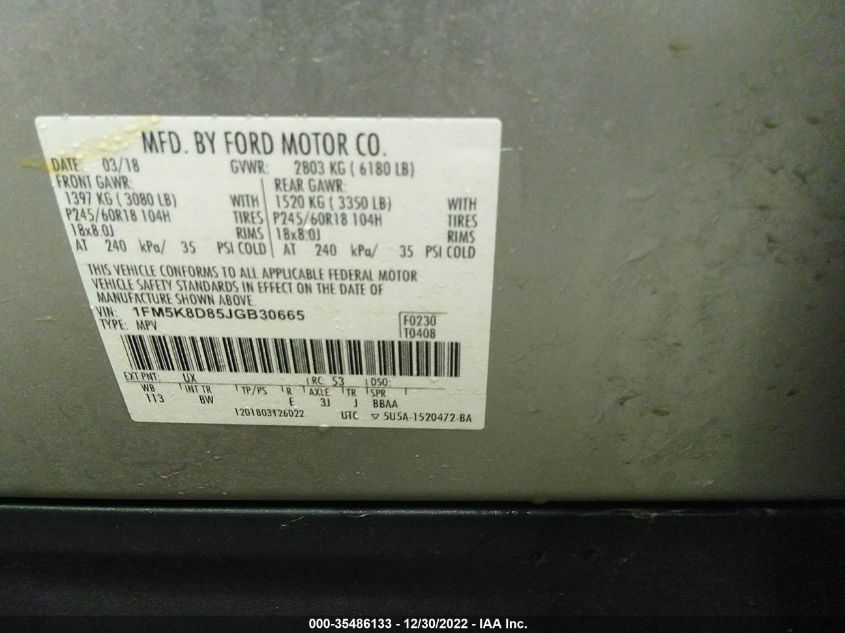 MFD. BY FORD MOTOR CO.
DATE: 03/18 GVWR: 2803 KG ( 6180 LB)
FRONT GAWR: REAR GAWR:
1397 KG ( 3080 LB) WITH 1520 KG ( 3350 LB) WITH
P245/60R18 104H TIRES P245/60R18 104H TIRES
18x8.0J RIMS 18x8.0J RIMS
AT 240 kPa/ 35 PSI COLD AT 240 kPa/ 35 PSI COLD
THIS VEHICLE CONFORMS TO ALL APPLICABLE FEDERAL MOTOR
VEHICLE SAFETY STANDARDS IN EFFECT ON THE DATE OF
MANUFACTURE SHOWN ABOVE.
VIN: 1FM5K8D85JGB30665 F0230
TYPE: MPV T0408
EXT PNT: UX RC: 53 DSO:
WB INT TR TP/PS R AXLE TR SPR
113 BW E 3J J BBAA
1201803126022 UTC ▽ 5U5A-1520472-BA
000-35486133 - 12/30/2022 - IAA Inc.